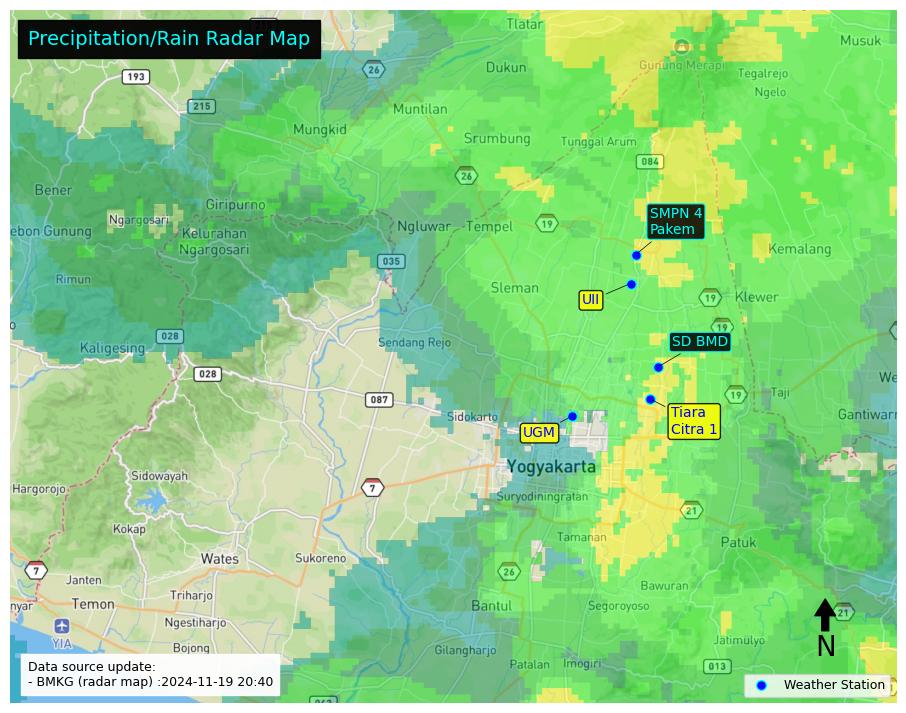 Precipitation/Rain Radar Map
Tlatar
Musuk
193
26
Dukun
Gunung Merapi
Tegalrejo
Ngelo
215
Muntilan
Mungkid
Srumbung
Tunggal Arum
084
26
Bener
Ngargosari
Giripurno
SMPN 4
Pakem
ebon Gunung
Kelurahan
Ngargosari
Ngluwar
Tempel
19
Kemalang
035
Rimun
Sleman
UII
19
Klewer
19
028
Kaligesing
Sendang Rejo
SD BMD
028
087
19
Taji
We
Sidokarto
UGM
Tiara
Citra 1
Gantiwarn
Yogyakarta
Sidowayah
Hargorojo
7
Suryodiningratan
21
Kokap
Tamanan
Patuk
Wates
Sukoreno
7
Janten
26
Bawuran
nyar
Temon
Triharjo
Bantul
Segoroyoso
21
Ngestiharjo
YIA
Bojong
Gilangharjo
Jatimulyo
N
Patalan
Imogiri
013
Data source update:
- BMKG (radar map) :2024-11-19 20:40
Weather Station